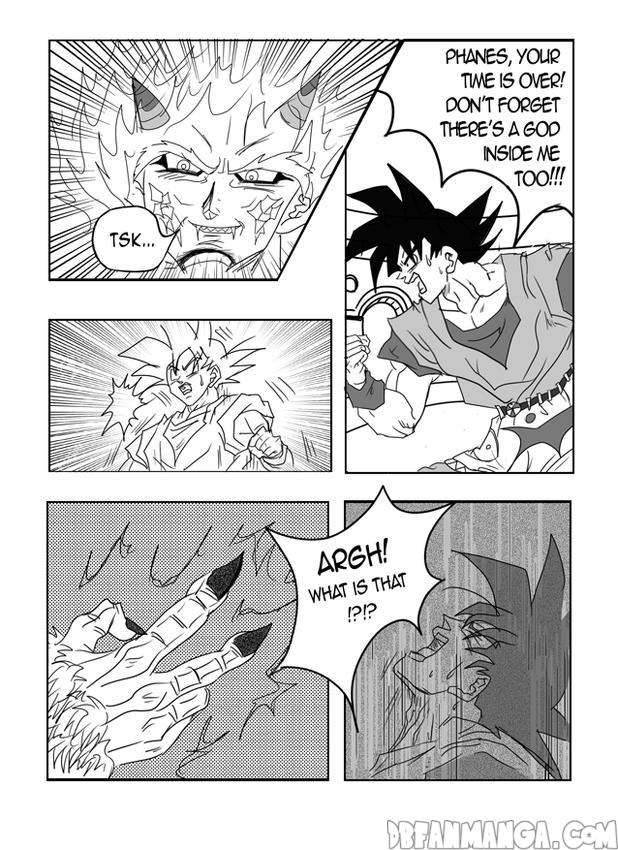 TSK...
PHANES, YOUR
TIME IS OVER!
DON'T FORGET
THERE'S A GOD
INSIDE ME
TOO!!!
ARGH!
WHAT IS THAT
!?!?
DBFANMANGA.COM